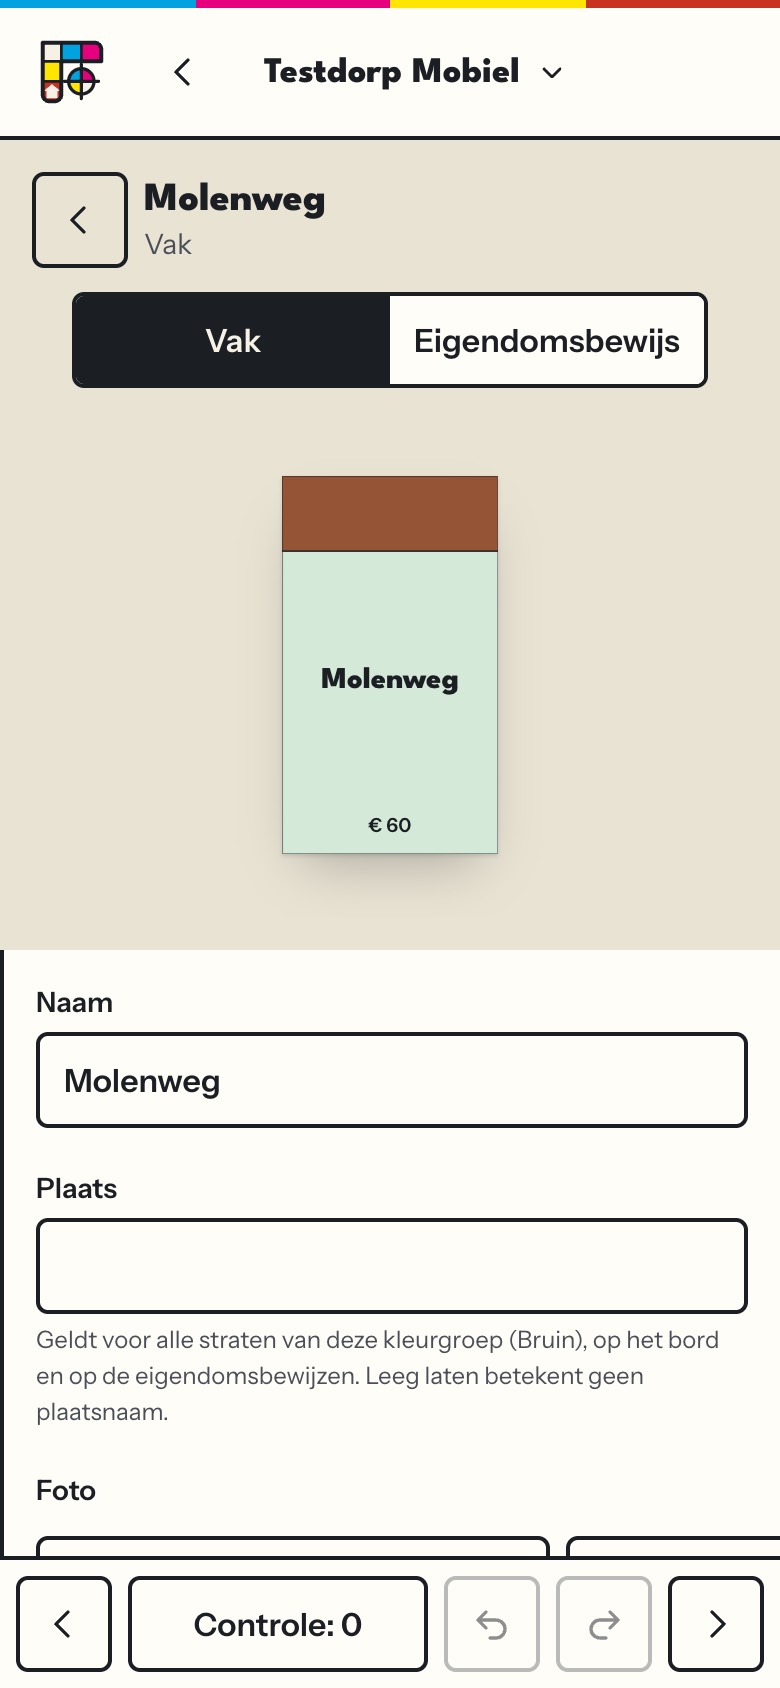 Testdorp Mobiel
Molenweg
Vak
Vak
Eigendomsbewijs
Molenweg
€ 60
Naam
Molenweg
Plaats
Geldt voor alle straten van deze kleurgroep (Bruin), op het bord
en op de eigendomsbewijzen. Leeg laten betekent geen
plaatsnaam.
Foto
Controle: 0